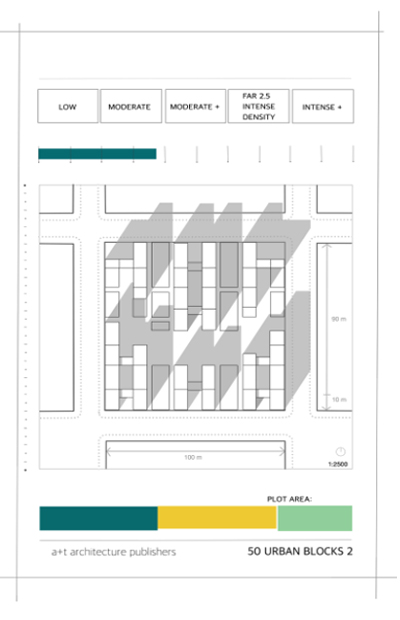 LOW
MODERATE
MODERATE +
FAR 2.5
INTENSE
DENSITY
INTENSE +
90 m
10 m
100 m
1:2500
PLOT AREA:
a+t architecture publishers
50 URBAN BLOCKS 2